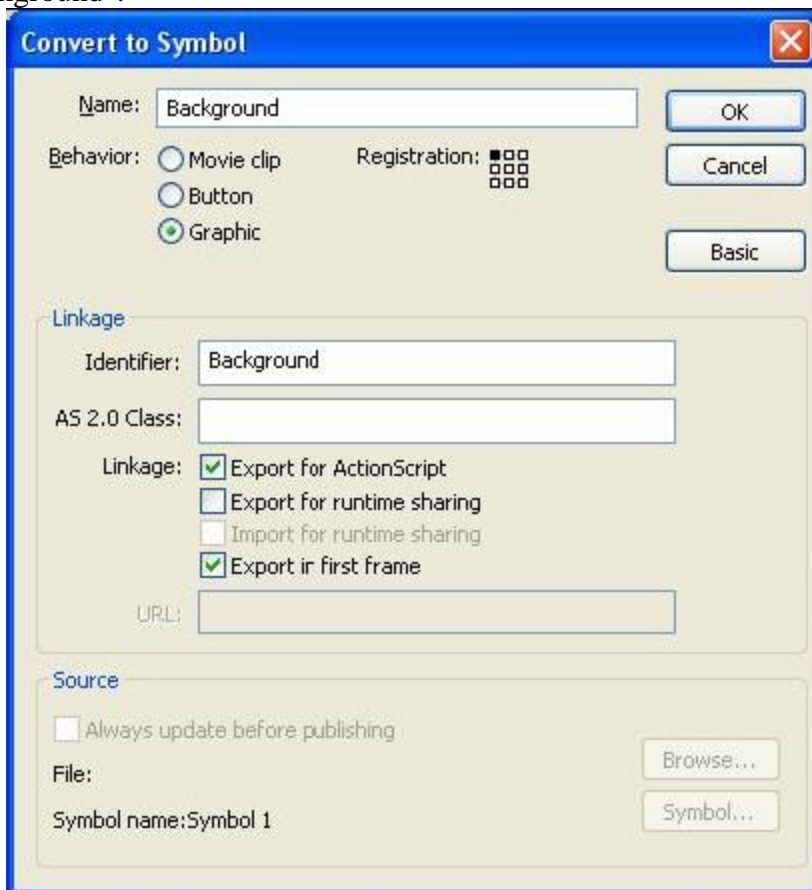 nground".
Convert to Symbol
Name: Background
OK
Behavior: Movie clip Registration:
Cancel
Button
Graphic
Basic
Linkage
Identifier: Background
AS 2.0 Class:
Linkage: Export for ActionScript
Export for runtime sharing
Import for runtime sharing
Export in first frame
URL:
Source
Always update before publishing
Browse...
File:
Symbol name:Symbol 1
Symbol...